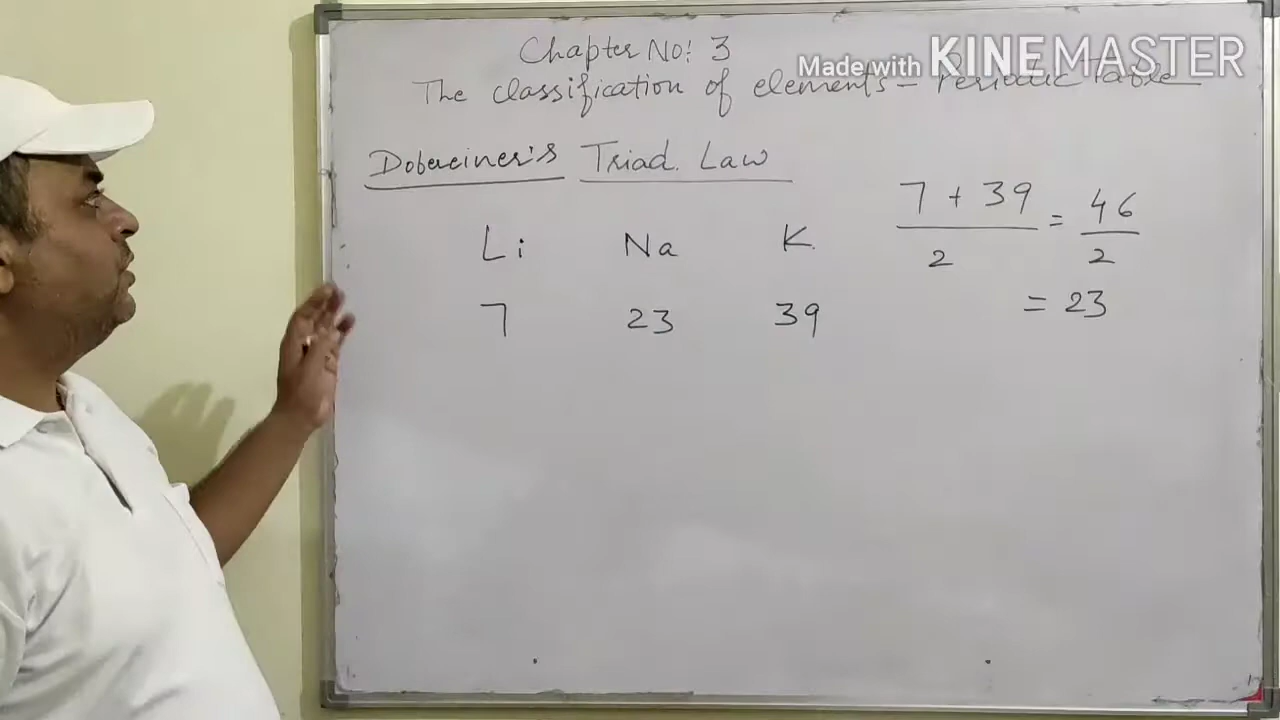 Chapter No: 3
Made with KINEMASTER
The classification of elements - Periodic Table
Dobereiner's Triad. Law
7 + 39 / 2 = 46 / 2
Li Na K
= 23
7 23 39